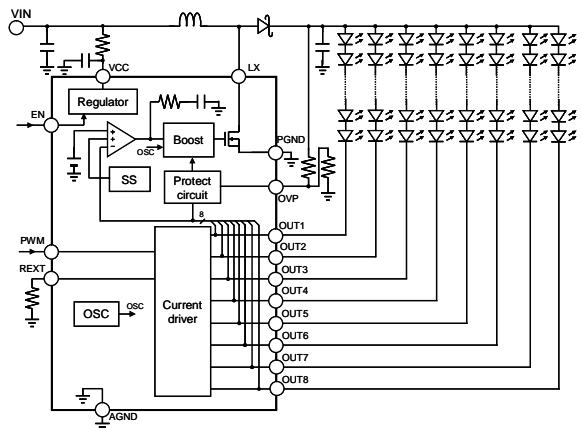 VIN
VCC
LX
Regulator
EN
Boost
OSC
PGND
SS
Protect
circuit
OVP
8
OUT1
PWM
OUT2
REXT
OUT3
OUT4
OSC
OSC
Current
driver
OUT5
OUT6
OUT7
OUT8
AGND